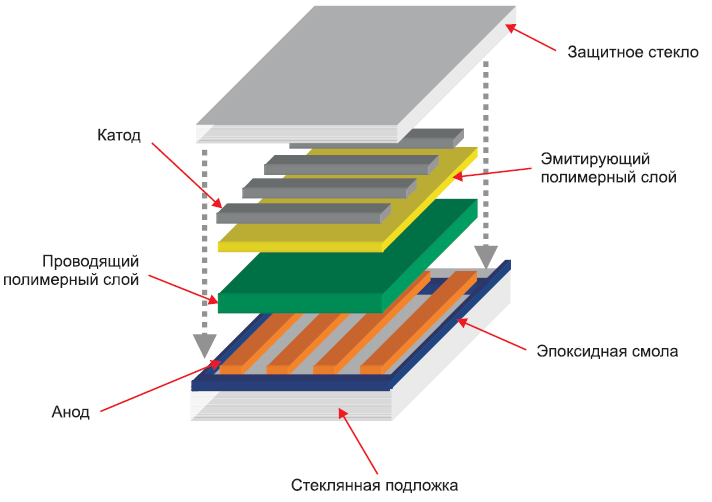 Защитное стекло
Катод
Эмитирующий
полимерный слой
Проводящий
полимерный слой
Эпоксидная смола
Анод
Стеклянная подложка